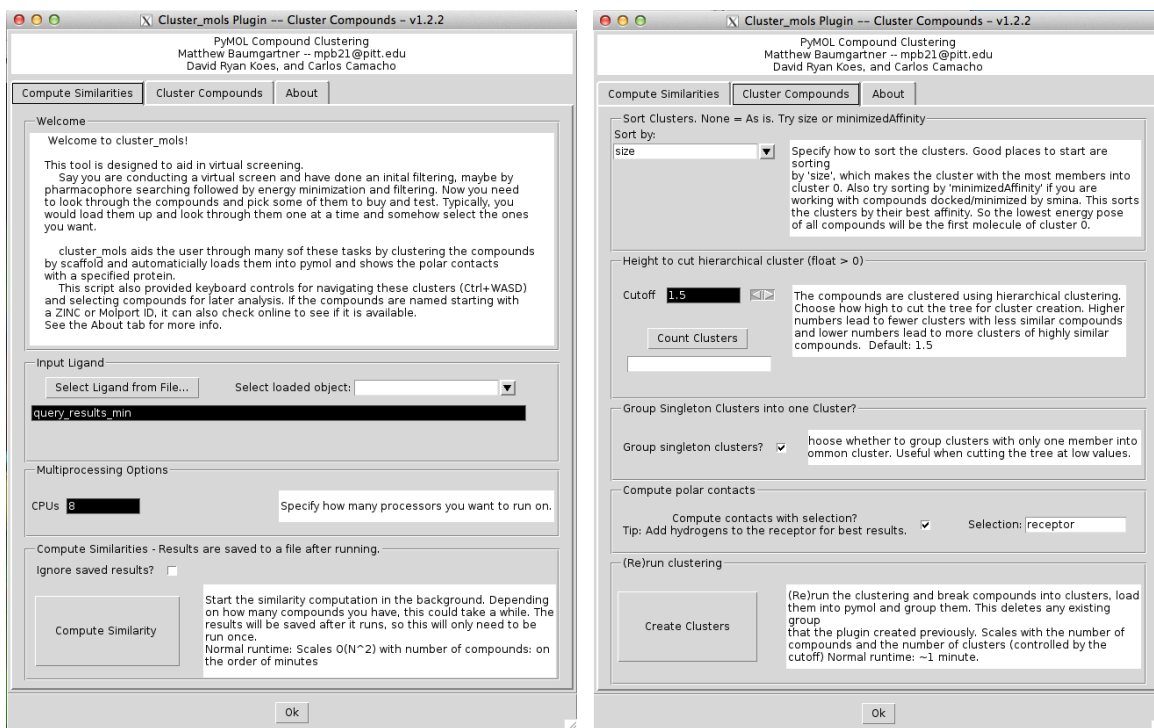 Cluster_mols Plugin -- Cluster Compounds - v1.2.2
PyMOL Compound Clustering
Matthew Baumgartner -- mpb21@pitt.edu
David Ryan Koes, and Carlos Camacho
Compute Similarities
Cluster Compounds
About
Welcome
Welcome to cluster_mols!
This tool is designed to aid in virtual screening.
Say you are conducting a virtual screen and have done an inital filtering, maybe by
pharmacophore searching followed by energy minimization and filtering. Now you need
to look through the compounds and pick some of them to buy and test. Typically, you
would load them up and look through them one at a time and somehow select the ones
you want.
cluster_mols aids the user through many sof these tasks by clustering the compounds
by scaffold and automaticially loads them into pymol and shows the polar contacts
with a specified protein.
This script also provided keyboard controls for navigating these clusters (Ctrl+WASD)
and selecting compounds for later analysis. If the compounds are named starting with
a ZINC or Molport ID, it can also check online to see if it is available.
See the About tab for more info.
Input Ligand
Select Ligand from File...
Select loaded object:
query_results_min
Multiprocessing Options
CPUs
8
Specify how many processors you want to run on.
Compute Similarities - Results are saved to a file after running.
Ignore saved results?
Compute Similarity
Start the similarity computation in the background. Depending
on how many compounds you have, this could take a while. The
results will be saved after it runs, so this will only need to be
run once.
Normal runtime: Scales O(N^2) with number of compounds: on
the order of minutes
Ok
Cluster_mols Plugin -- Cluster Compounds - v1.2.2
PyMOL Compound Clustering
Matthew Baumgartner -- mpb21@pitt.edu
David Ryan Koes, and Carlos Camacho
Compute Similarities
Cluster Compounds
About
Sort Clusters. None = As is. Try size or minimizedAffinity
Sort by:
size
Specify how to sort the clusters. Good places to start are
sorting
by 'size', which makes the cluster with the most members into
cluster 0. Also try sorting by 'minimizedAffinity' if you are
working with compounds docked/minimized by smina. This sorts
the clusters by their best affinity. So the lowest energy pose
of all compounds will be the first molecule of cluster 0.
Height to cut hierarchical cluster (float > 0)
Cutoff
1.5
Count Clusters
The compounds are clustered using hierarchical clustering.
Choose how high to cut the tree for cluster creation. Higher
numbers lead to fewer clusters with less similar compounds
and lower numbers lead to more clusters of highly similar
compounds. Default: 1.5
Group Singleton Clusters into one Cluster?
Group singleton clusters?
hoose whether to group clusters with only one member into
ommon cluster. Useful when cutting the tree at low values.
Compute polar contacts
Compute contacts with selection?
Tip: Add hydrogens to the receptor for best results.
Selection:
receptor
(Re)run clustering
Create Clusters
(Re)run the clustering and break compounds into clusters, load
them into pymol and group them. This deletes any existing
group
that the plugin created previously. Scales with the number of
compounds and the number of clusters (controlled by the
cutoff) Normal runtime: ~1 minute.
Ok